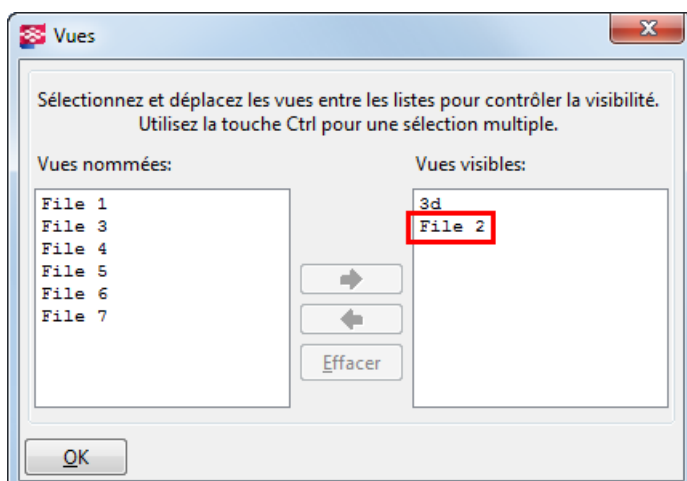 Vues
Sélectionnez et déplacez les vues entre les listes pour contrôler la visibilité.
Utilisez la touche Ctrl pour une sélection multiple.
Vues nommées:
File 1
File 3
File 4
File 5
File 6
File 7
Vues visibles:
3d
File 2
Effacer
OK